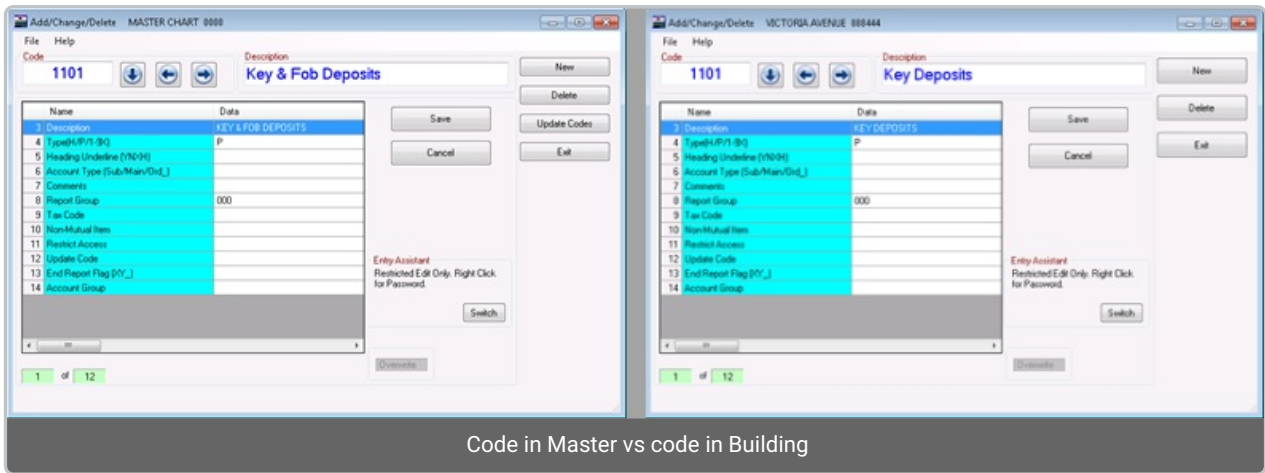 Add/Change/Delete MASTER CHART 0000
File Help
Code
Description
1101
Key & Fob Deposits
New
Delete
Update Codes
Exit
Name Data
3 Description KEY & FOB DEPOSITS
4 Type(H/P/1-9X) P
5 Heading Underline (YNXH)
6 Account Type (Sub/Main/Ord_)
7 Comments
8 Report Group 000
9 Tax Code
10 Non-Mutual Item
11 Restrict Access
12 Update Code
13 End Report Flag (XY_)
14 Account Group
Save
Cancel
Entry Assistant
Restricted Edit Only. Right Click
for Password.
Switch
Overwrite
1 of 12
Add/Change/Delete VICTORIA AVENUE 888444
File Help
Code
Description
1101
Key Deposits
New
Delete
Exit
Name Data
3 Description KEY DEPOSITS
4 Type(H/P/1-9X) P
5 Heading Underline (YNXH)
6 Account Type (Sub/Main/Ord_)
7 Comments
8 Report Group 000
9 Tax Code
10 Non-Mutual Item
11 Restrict Access
12 Update Code
13 End Report Flag (XY_)
14 Account Group
Save
Cancel
Entry Assistant
Restricted Edit Only. Right Click
for Password.
Switch
Overwrite
1 of 12
Code in Master vs code in Building